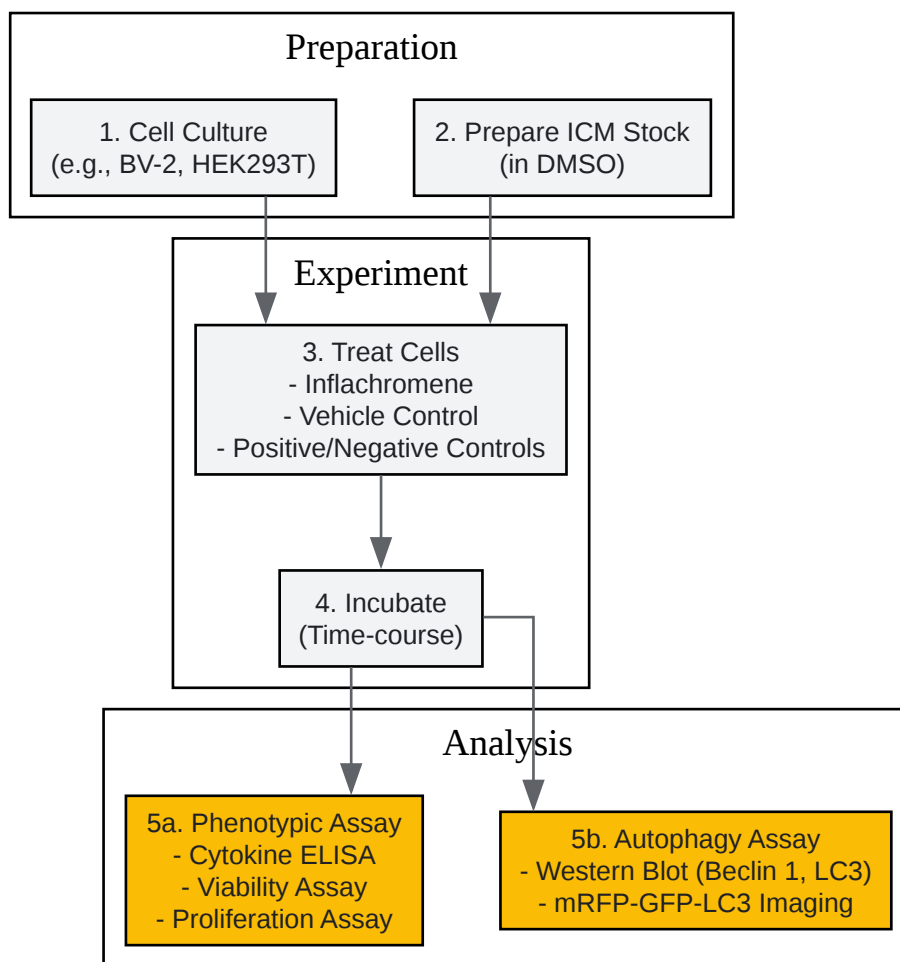 Preparation
1. Cell Culture
(e.g., BV-2, HEK293T)
2. Prepare ICM Stock
(in DMSO)
Experiment
3. Treat Cells
- Inflachromene
- Vehicle Control
- Positive/Negative Controls
4. Incubate
(Time-course)
Analysis
5a. Phenotypic Assay
- Cytokine ELISA
- Viability Assay
- Proliferation Assay
5b. Autophagy Assay
- Western Blot (Beclin 1, LC3)
- mRFP-GFP-LC3 Imaging